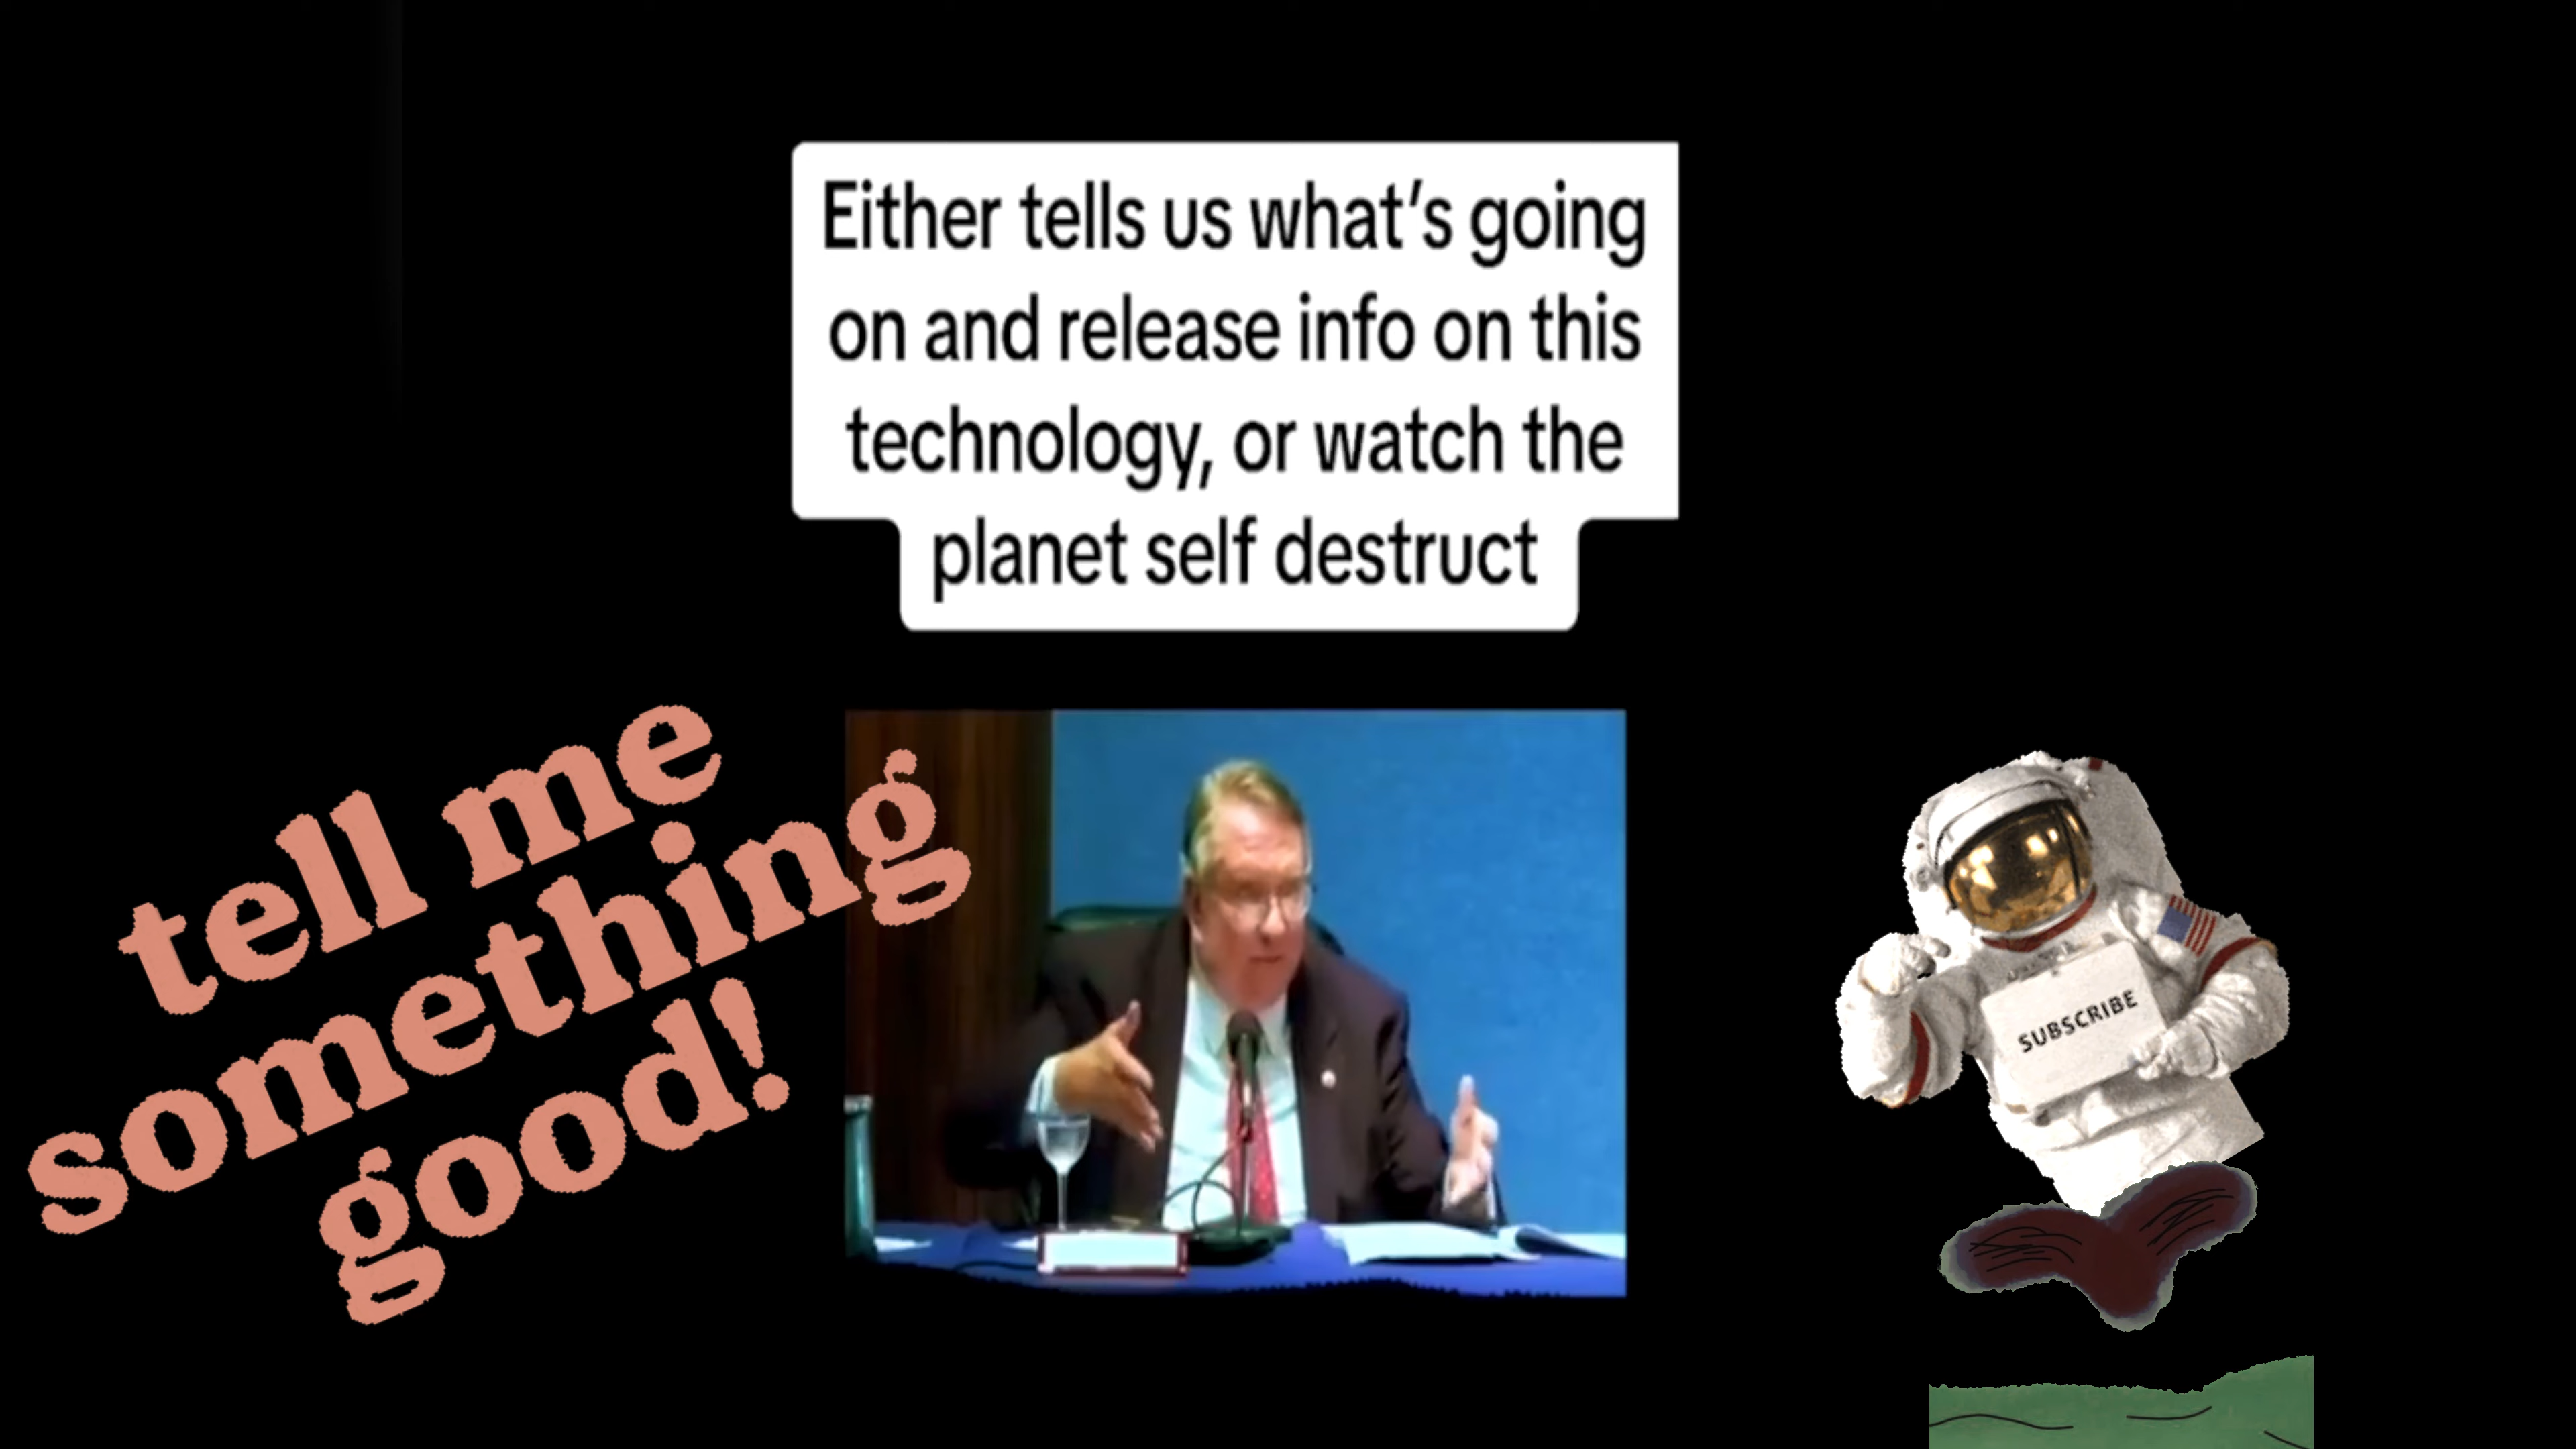 Either tells us what's going
on and release info on this
technology, or watch the
planet self destruct
tell me
something
good!
SUBSCRIBE